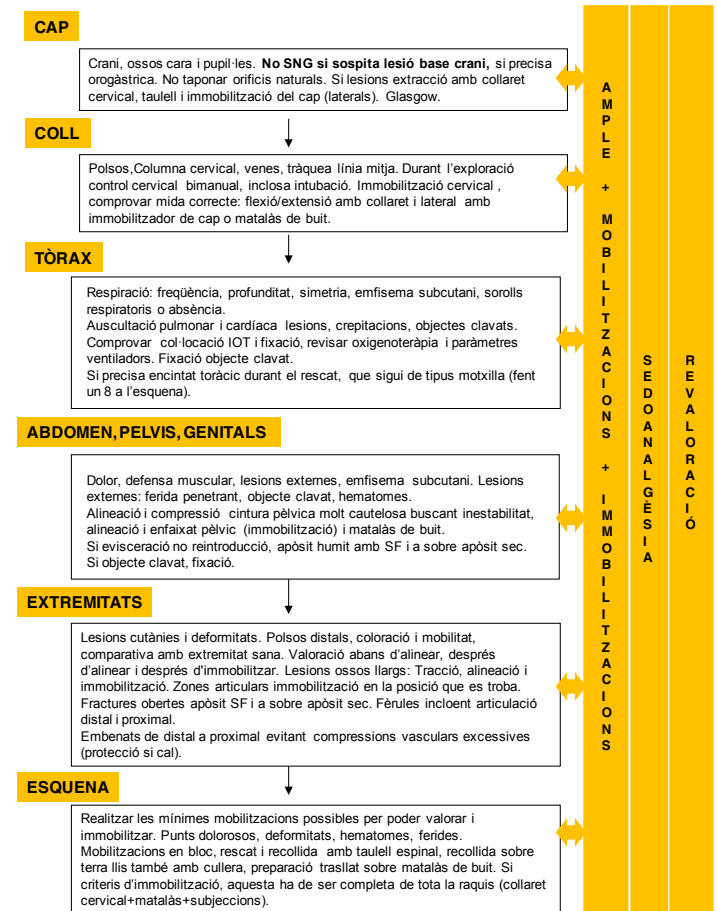 CAP
Crani, ossos cara i pupil·les. No SNG si sospita lesió base crani, si precisa
orogàstrica. No taponar orificis naturals. Si lesions extracció amb collaret
cervical, taulell i immobilització del cap (laterals). Glasgow.
COLL
Polsos,Columna cervical, venes, tràquea línia mitja. Durant l'exploració
control cervical bimanual, inclosa intubació. Immobilització cervical ,
comprovar mida correcte: flexió/extensió amb collaret i lateral amb
immobilitzador de cap o matalàs de buit.
TÒRAX
Respiració: freqüència, profunditat, simetria, emfisema subcutani, sorolls
respiratoris o absència.
Auscultació pulmonar i cardíaca lesions, crepitacions, objectes clavats.
Comprovar col·locació IOT i fixació, revisar oxigenoteràpia i paràmetres
ventiladors. Fixació objecte clavat.
Si precisa encintat toràcic durant el rescat, que sigui de tipus motxilla (fent
un 8 a l'esquena).
ABDOMEN, PELVIS, GENITALS
Dolor, defensa muscular, lesions externes, emfisema subcutani. Lesions
externes: ferida penetrant, objecte clavat, hematomes.
Alineació i compressió cintura pèlvica molt cautelosa buscant inestabilitat,
alineació i enfaixat pèlvic (immobilització) i matalàs de buit.
Si evisceració no reintroducció, apòsit humit amb SF i a sobre apòsit sec.
Si objecte clavat, fixació.
EXTREMITATS
Lesions cutànies i deformitats. Polsos distals, coloració i mobilitat,
comparativa amb extremitat sana. Valoració abans d'alinear, després
d'alinear i després d'immobilitzar. Lesions ossos llargs: Tracció, alineació i
immobilització. Zones articulars immobilització en la posició que es troba.
Fractures obertes apòsit SF i a sobre apòsit sec. Fèrules incloent articulació
distal i proximal.
Embenats de distal a proximal evitant compressions vasculars excessives
(protecció si cal).
ESQUENA
Realitzar les mínimes mobilitzacions possibles per poder valorar i
immobilitzar. Punts dolorosos, deformitats, hematomes, ferides.
Mobilitzacions en bloc, rescat i recollida amb taulell espinal, recollida sobre
terra llis també amb cullera, preparació trasllat sobre matalàs de buit. Si
criteris d'immobilització, aquesta ha de ser completa de tota la raquis (collaret
cervical+matalàs+subjeccions).
AMPLE + MOBILITZACIONS + IMMOBILITZACIONS
SEDOANALGÈSIA
REVALORACIÓ